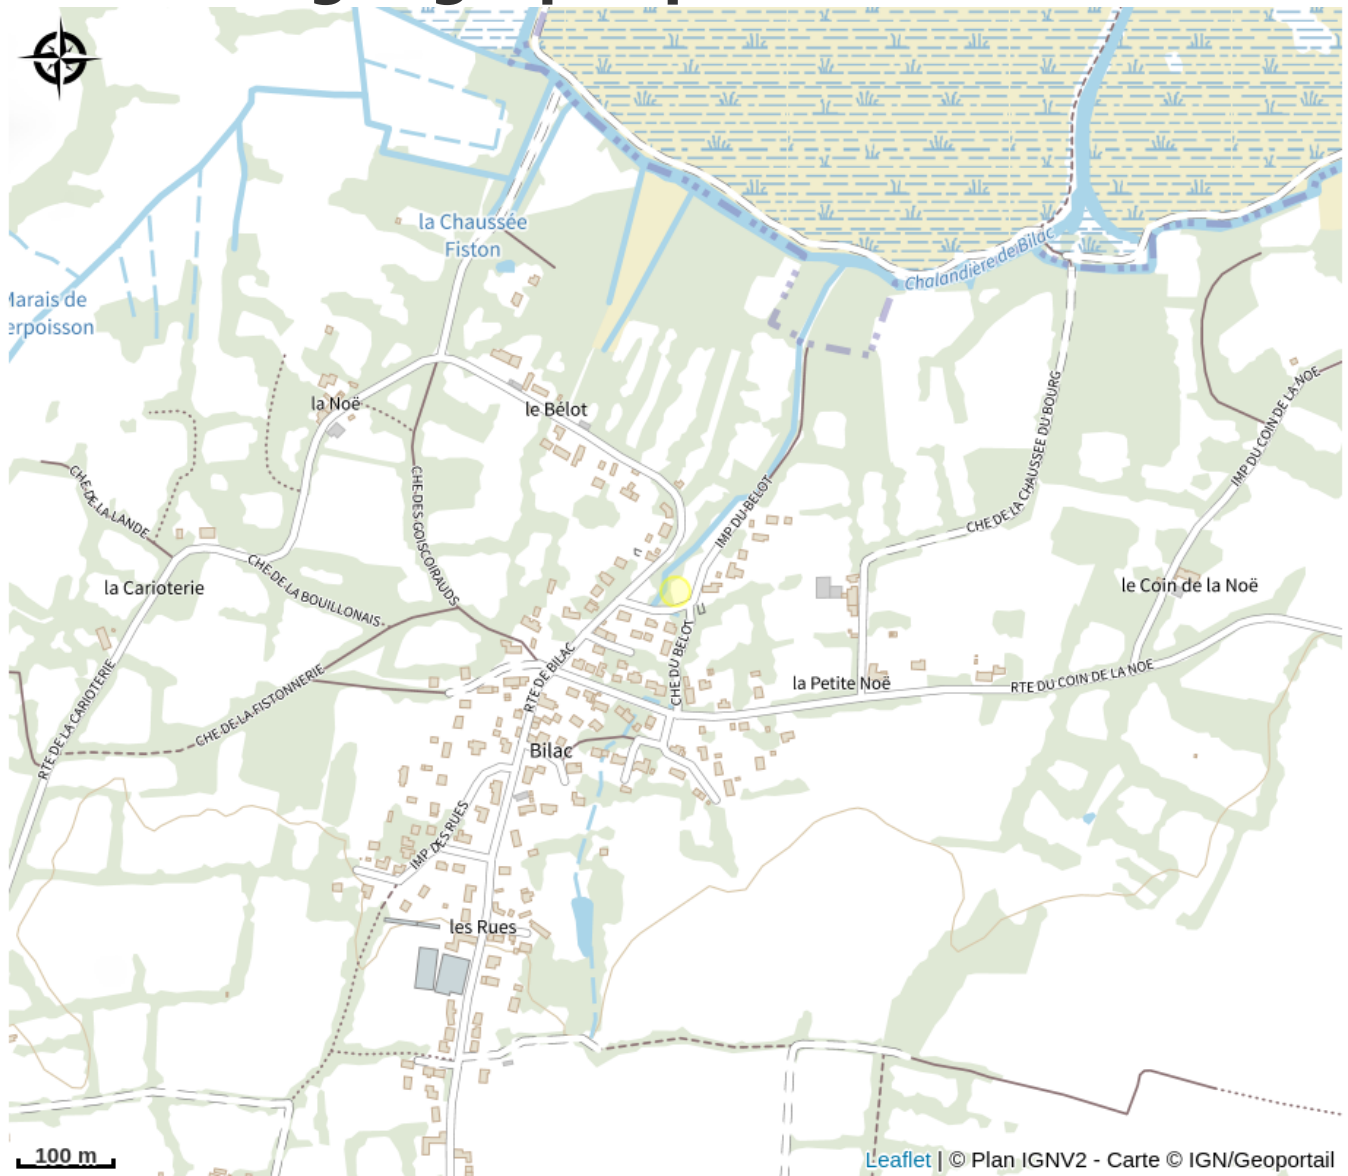 la Chaussée
Fiston
Chalandière de Bilac
Marais de
erpoisson
la Noë
le Bélot
CHE DE LA CHAUSSEE DU BOURG
IMP DU COIN DE LA NOE
CHE DE LA LANDE
CHE DES GOISCOIRAUDS
IMP DU BELOT
la Carioterie
CHE DE LA BOUILLONAIS
le Coin de la Noë
RTE DE LA CARIOTERIE
CHE DE LA FISTONNERIE
RTE DE BILAC
CHE DU BELOT
la Petite Noë
RTE DU COIN DE LA NOE
Bilac
IMP DES RUES
les Rues
100 m
Leaflet | © Plan IGNV2 - Carte © IGN/Geoportail